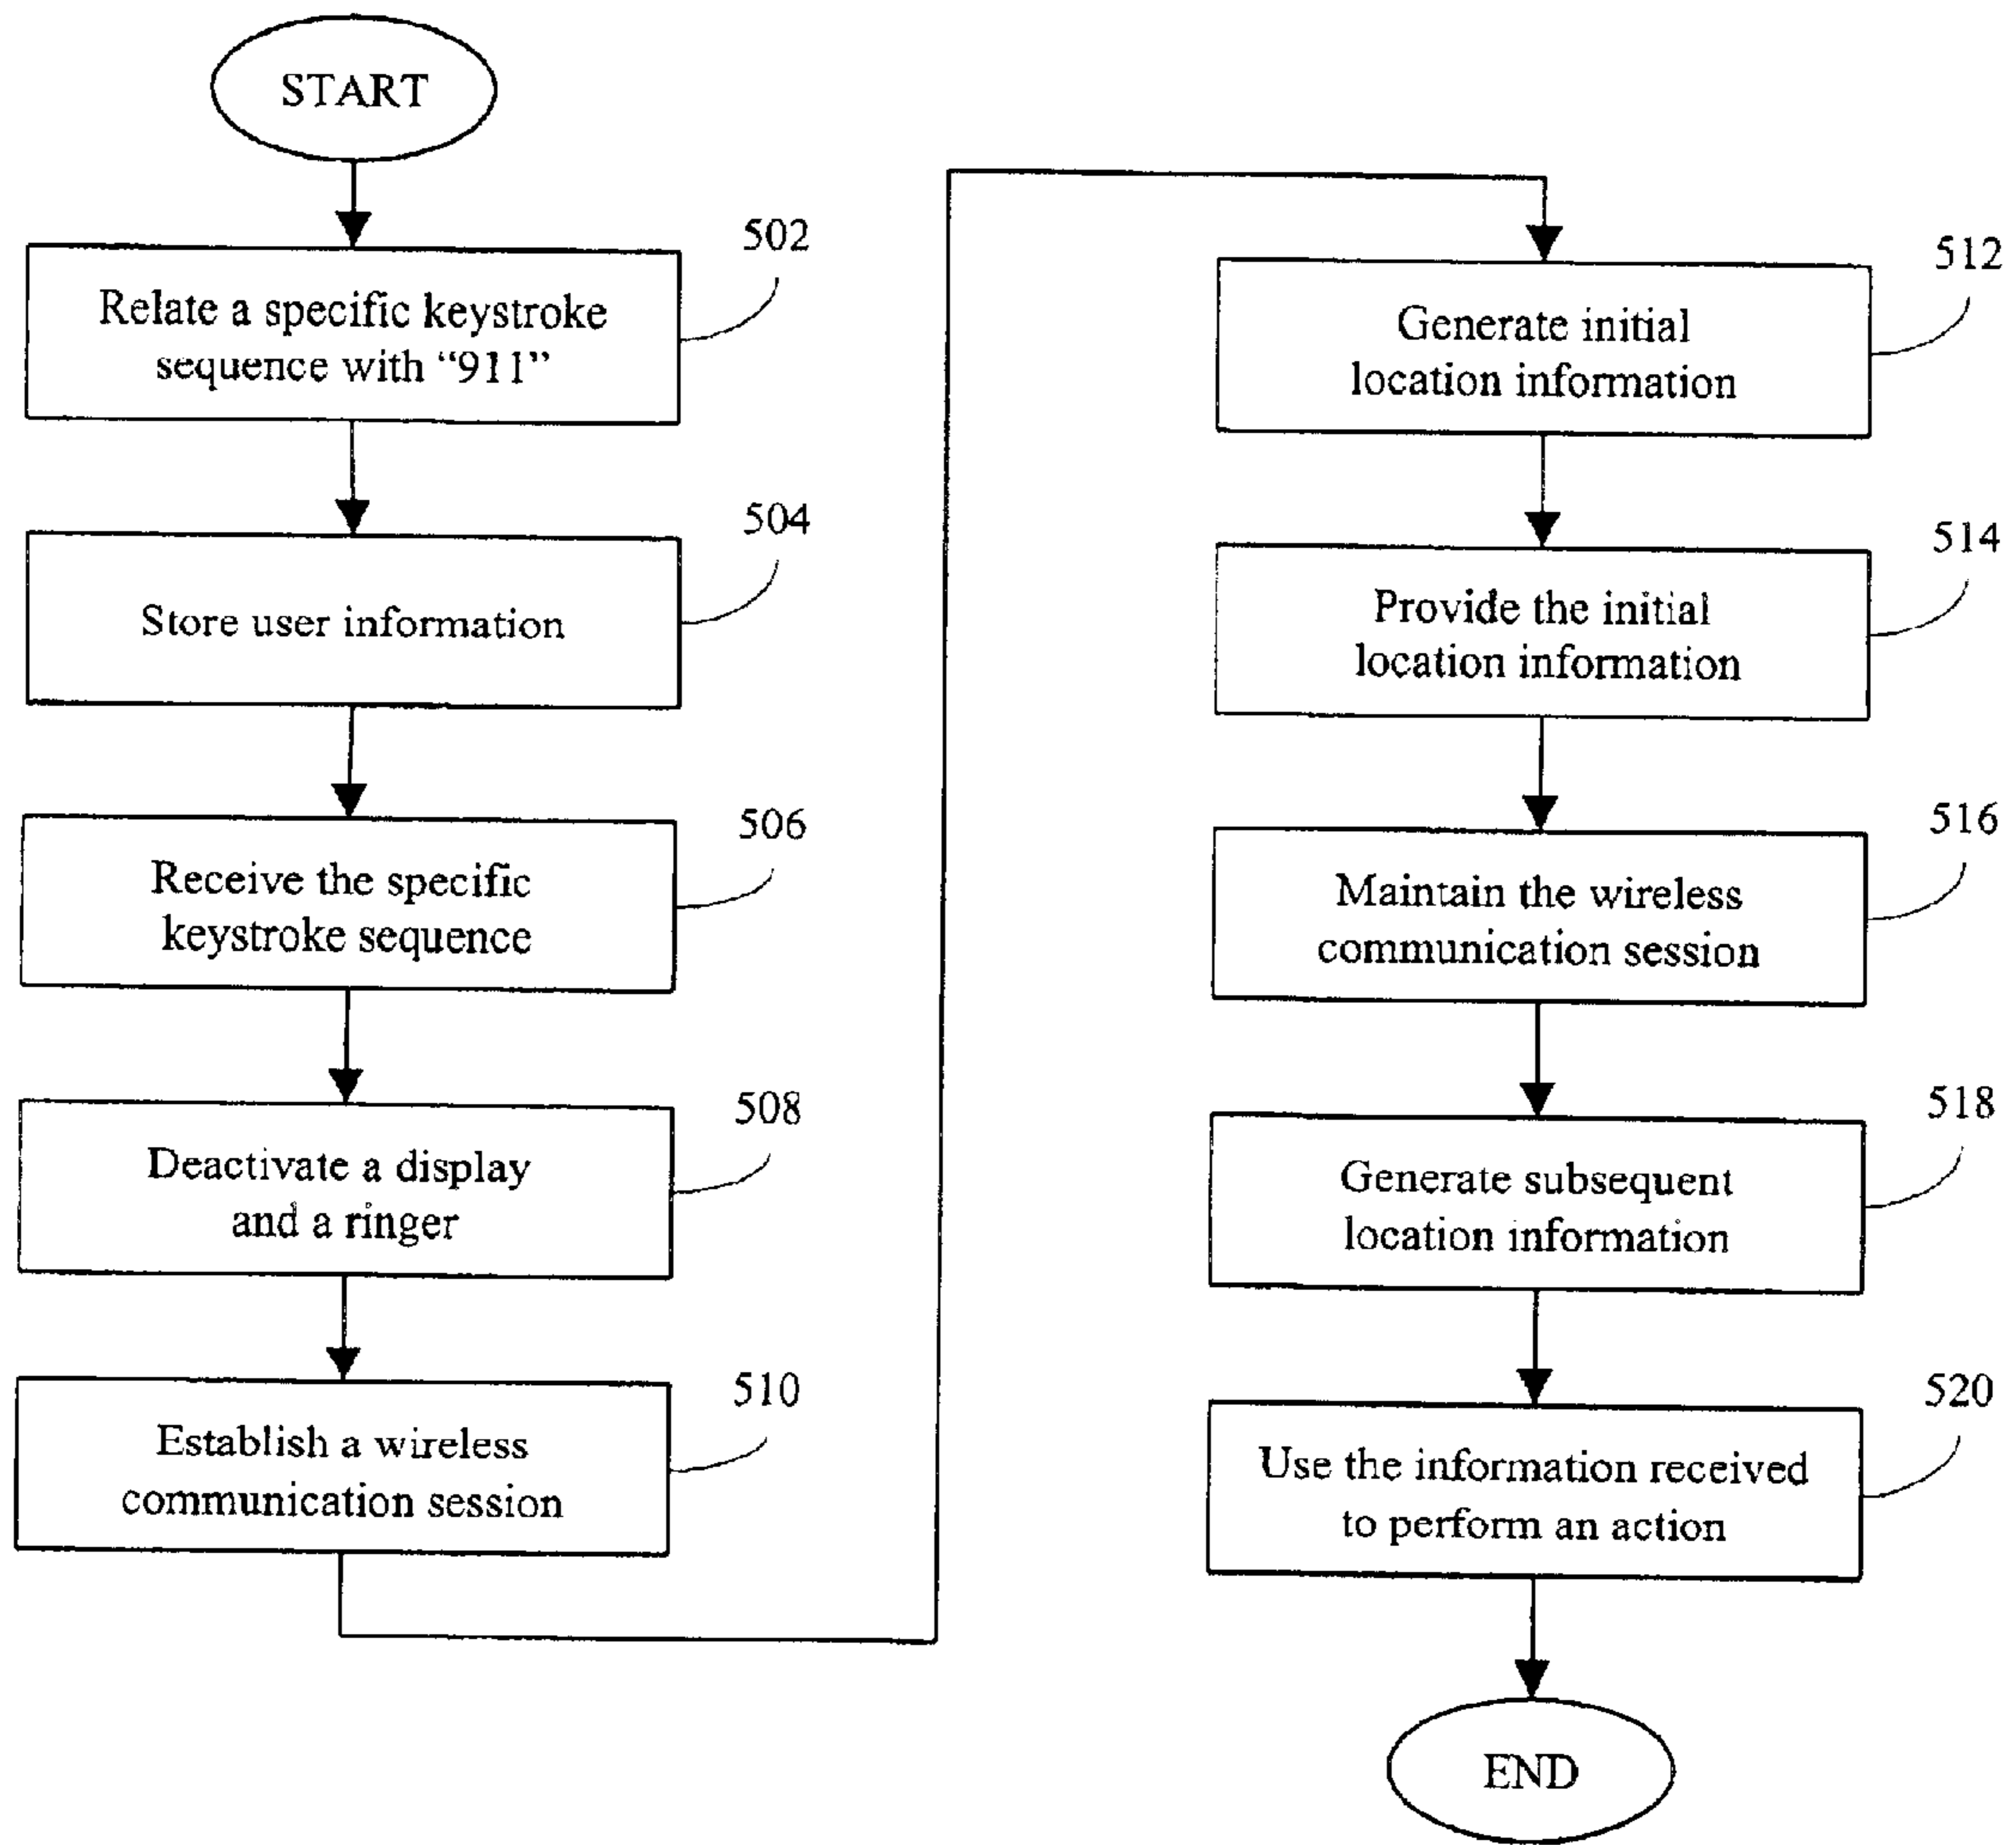 START
502
Relate a specific keystroke
sequence with “911”
504
Store user information
506
Receive the specific
keystroke sequence
508
Deactivate a display
and a ringer
510
Establish a wireless
communication session
512
Generate initial
location information
514
Provide the initial
location information
516
Maintain the wireless
communication session
518
Generate subsequent
location information
520
Use the information received
to perform an action
END